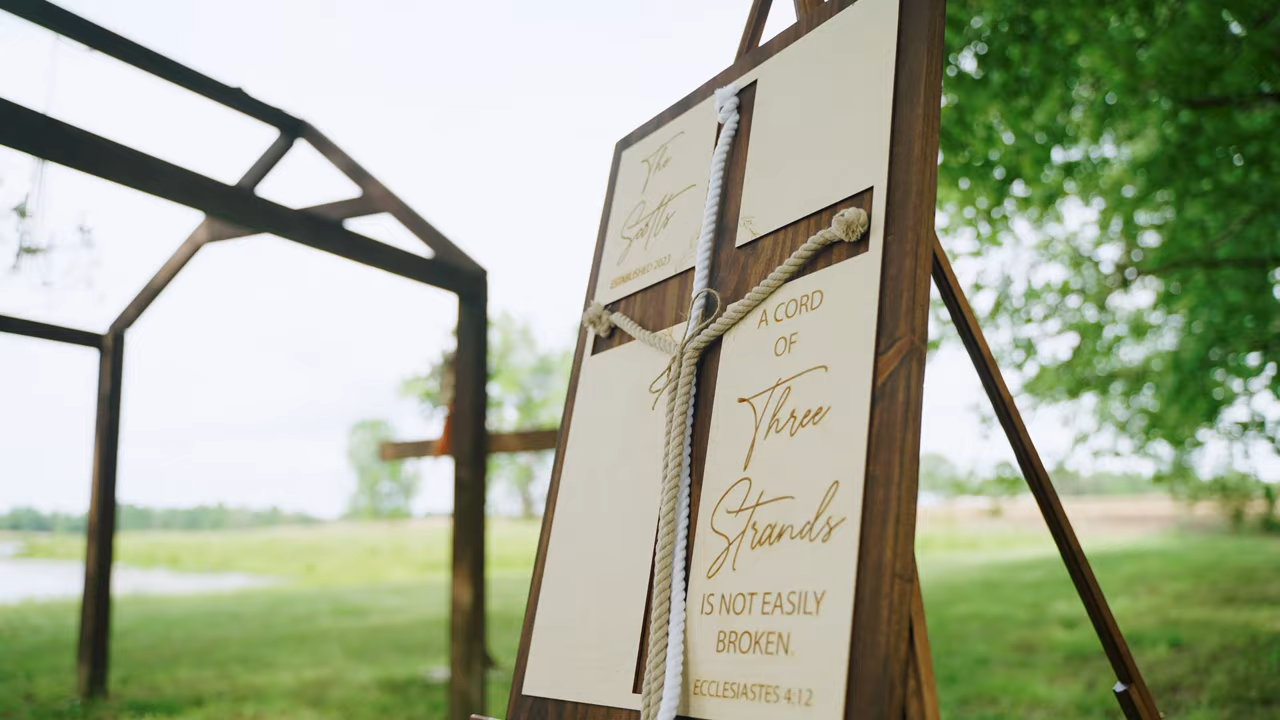 The
Scotts
ESTABLISHED 2023
A CORD
OF
Three
Strands
IS NOT EASILY
BROKEN.
ECCLESIASTES 4:12